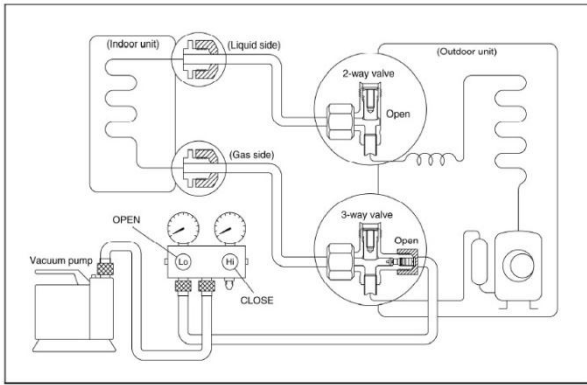 (Indoor unit)
(Liquid side)
(Outdoor unit)
2-way valve
Open
(Gas side)
3-way valve
Open
OPEN
Lo
Hi
CLOSE
Vacuum pump